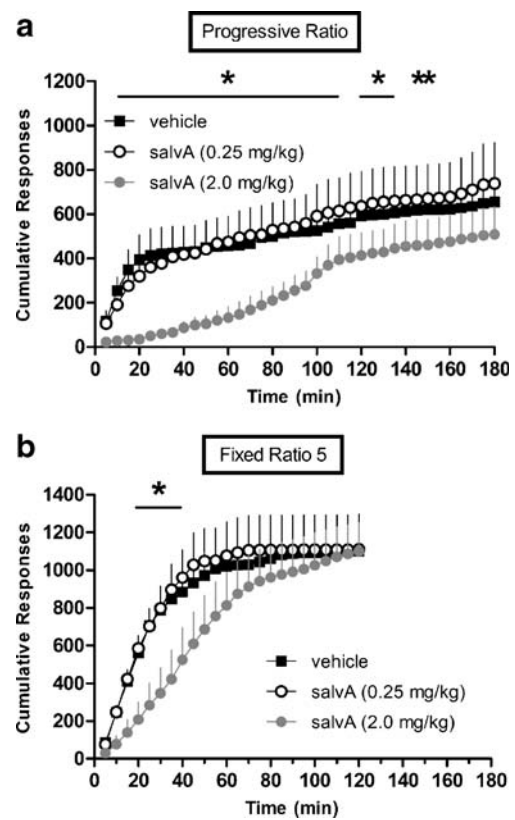 a
Progressive Ratio
* * **
vehicle
salvA (0.25 mg/kg)
salvA (2.0 mg/kg)
Cumulative Responses
1200
1000
800
600
400
200
0
0 20 40 60 80 100 120 140 160 180
Time (min)
b
Fixed Ratio 5
*
Cumulative Responses
1400
1200
1000
800
600
400
200
0
vehicle
salvA (0.25 mg/kg)
salvA (2.0 mg/kg)
0 20 40 60 80 100 120 140 160 180
Time (min)